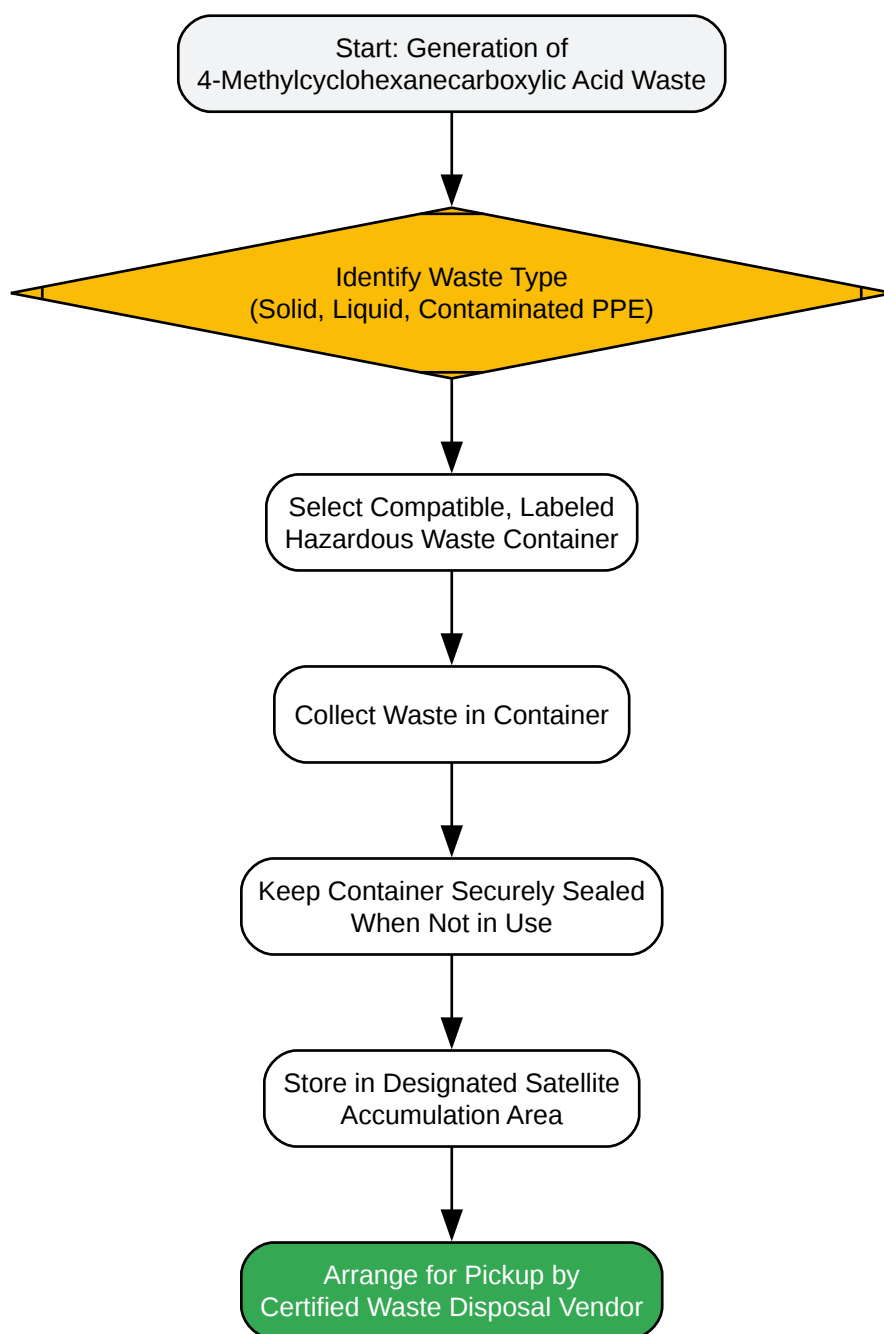 Start: Generation of
4-Methylcyclohexanecarboxylic Acid Waste
Identify Waste Type
(Solid, Liquid, Contaminated PPE)
Select Compatible, Labeled
Hazardous Waste Container
Collect Waste in Container
Keep Container Securely Sealed
When Not in Use
Store in Designated Satellite
Accumulation Area
Arrange for Pickup by
Certified Waste Disposal Vendor